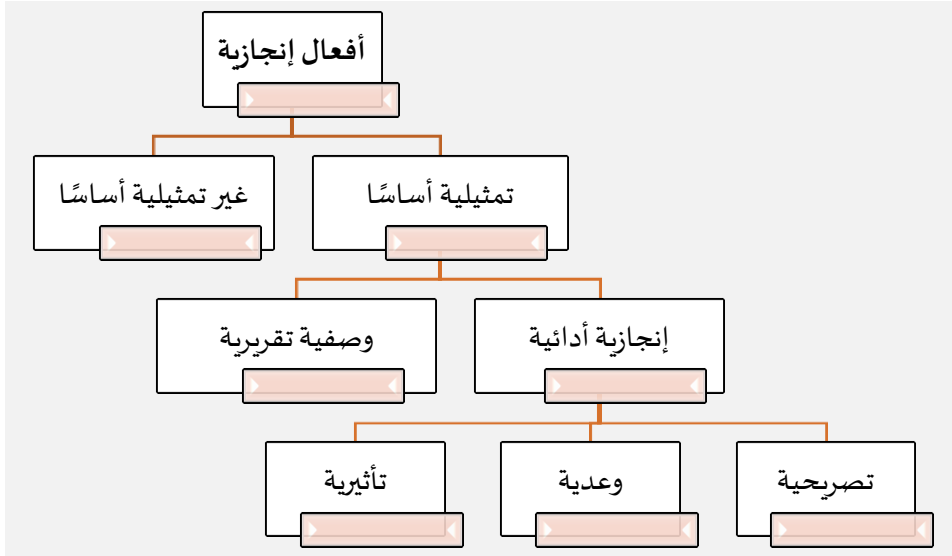 أفعال إنجازية
تمثيلية أساسًا
غير تمثيلية أساسًا
إنجازية أدائية
وصفية تقريرية
تصريحية
وعدية
تأثيرية